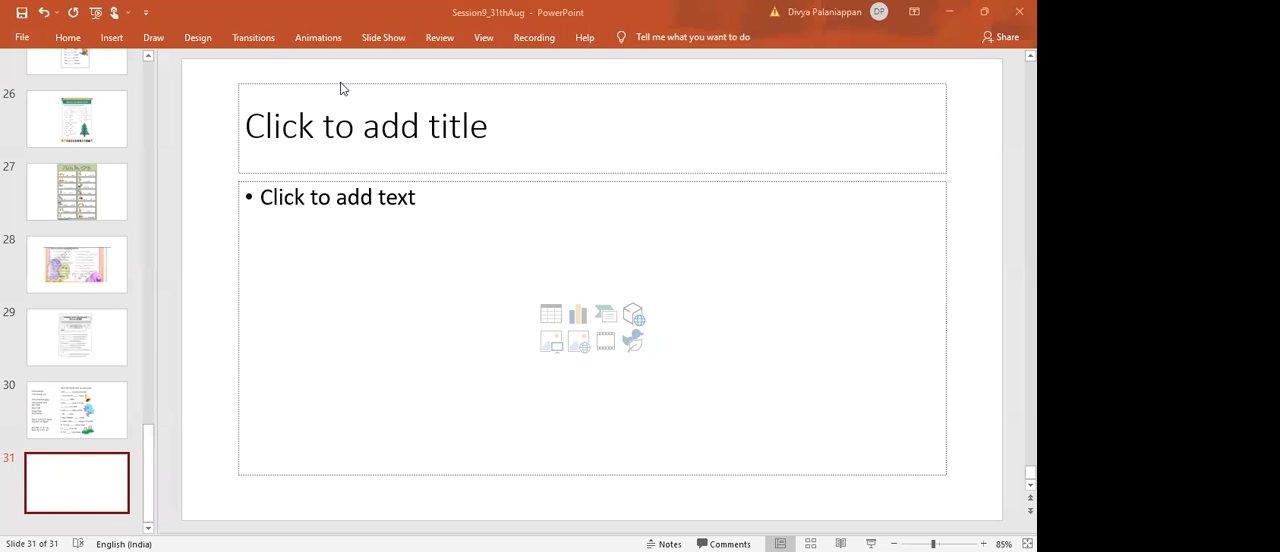 Session9_31thAug - PowerPoint
Divya Palaniappan
DP
File
Home
Insert
Draw
Design
Transitions
Animations
Slide Show
Review
View
Recording
Help
Tell me what you want to do
Share
26
27
28
29
30
31
Click to add title
• Click to add text
Slide 31 of 31
English (India)
Notes
Comments
85%